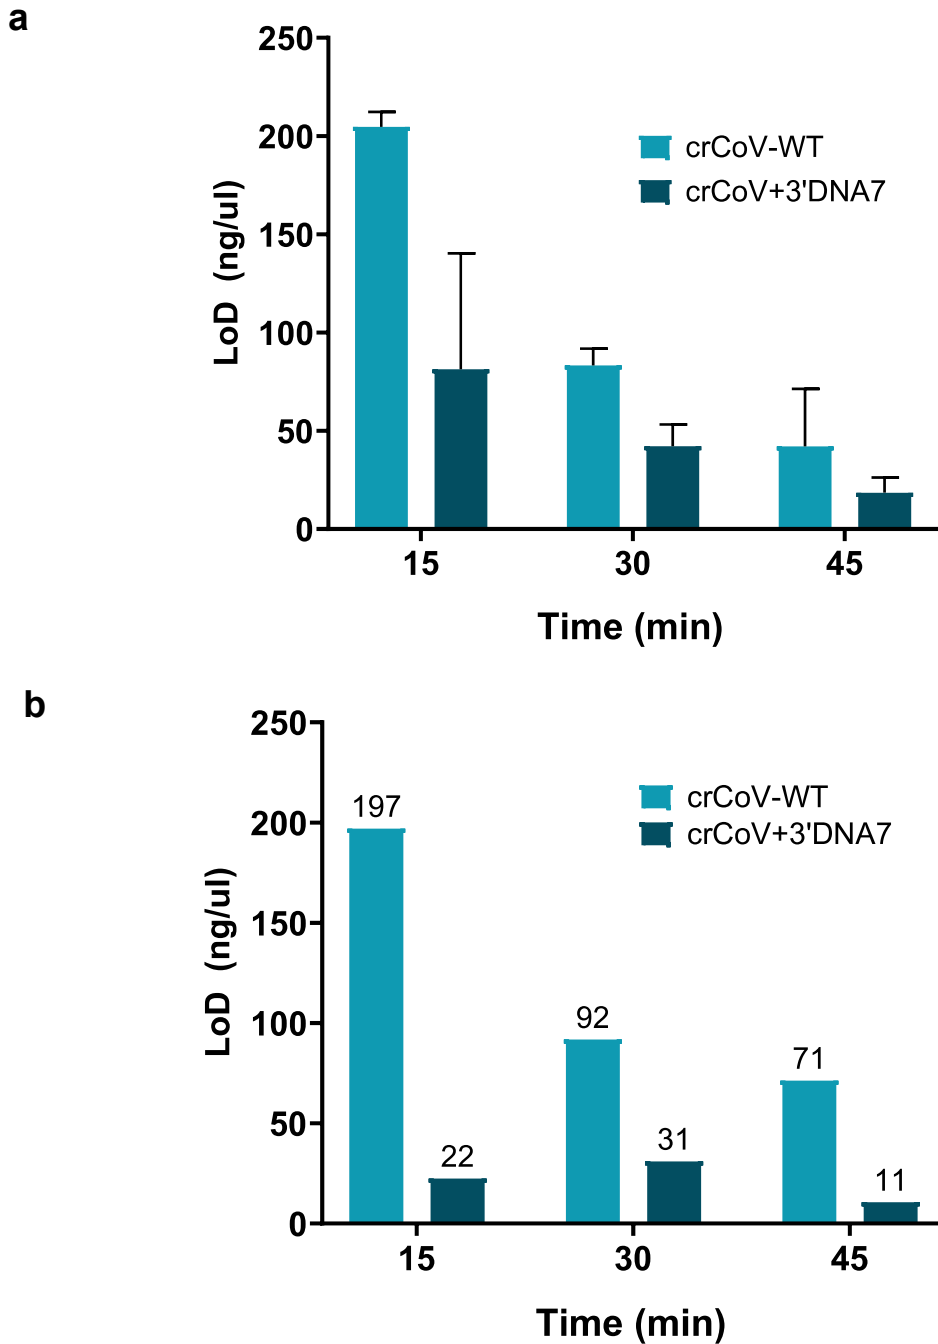 a
250
200
150
100
50
0
LoD (ng/ul)
crCoV-WT
crCoV+3'DNA7
15 30 45
Time (min)
b
250
200
150
100
50
0
LoD (ng/ul)
crCoV-WT
crCoV+3'DNA7
197
22
92
31
71
11
15 30 45
Time (min)